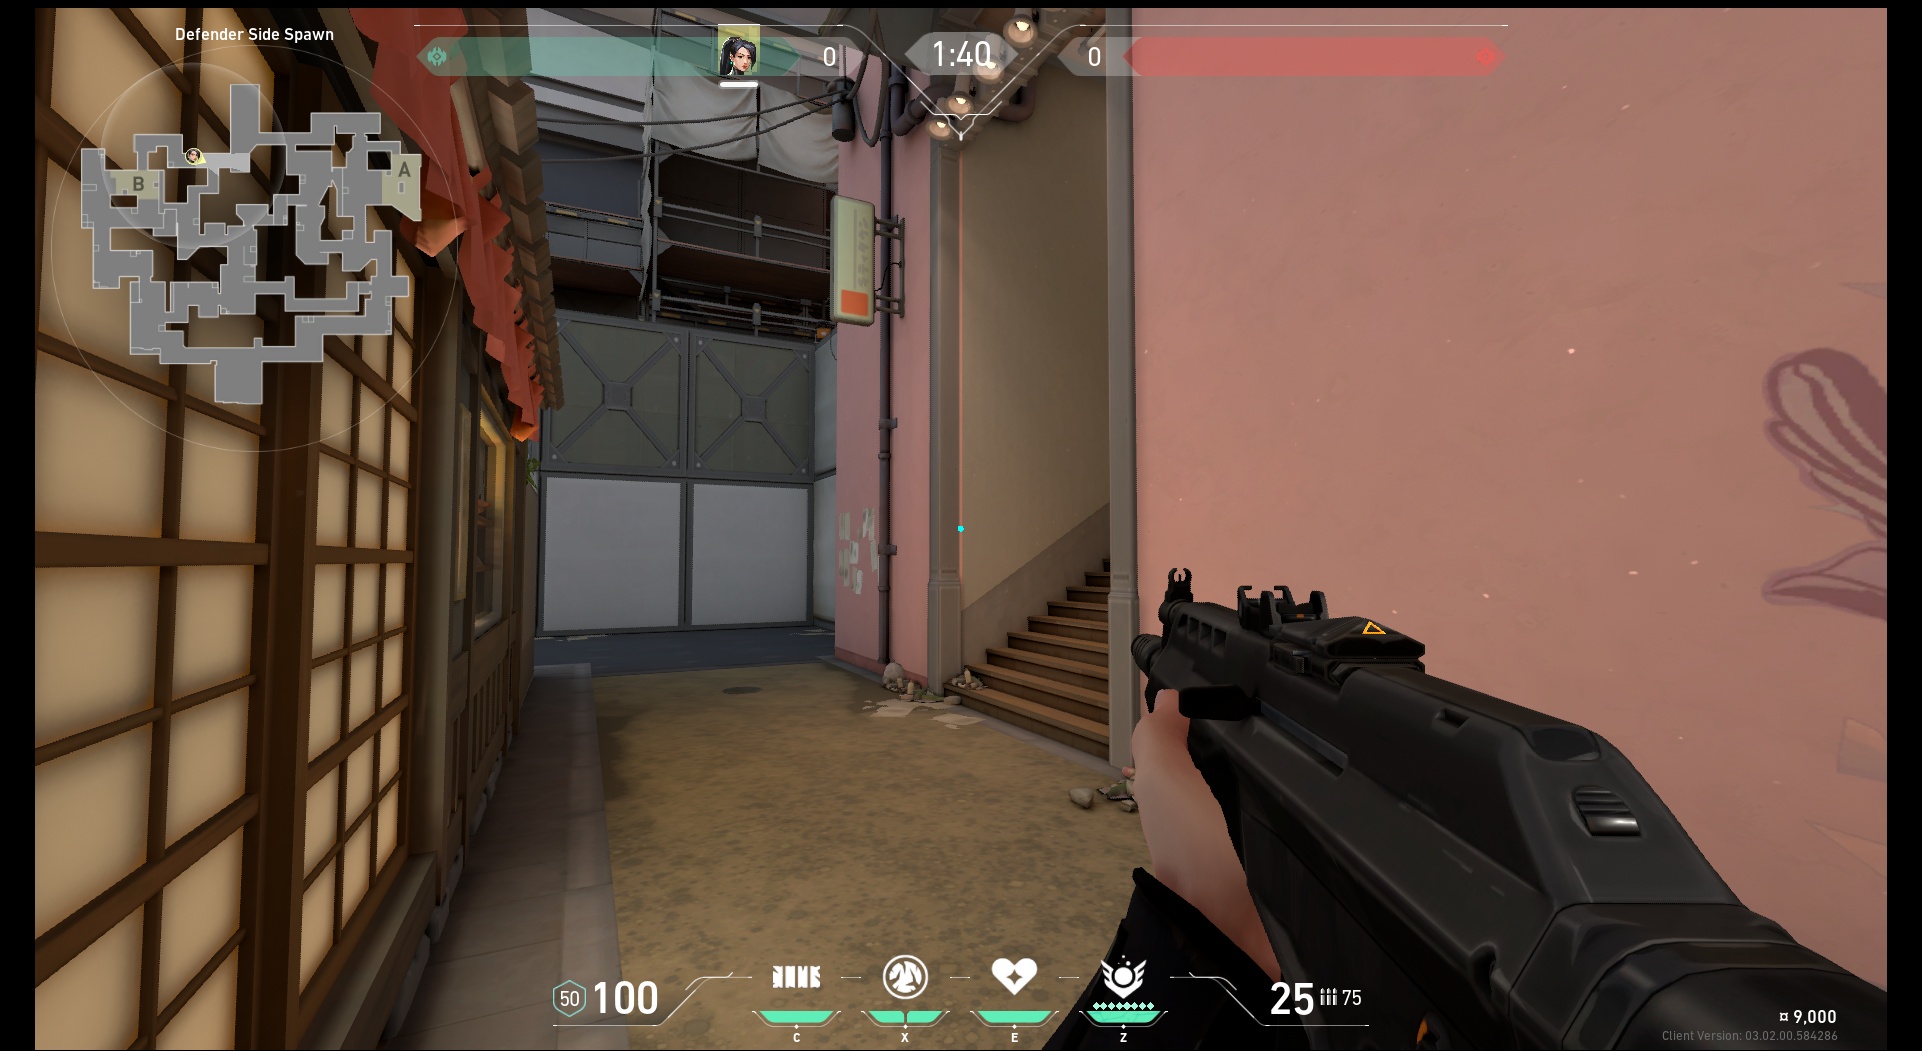 Defender Side Spawn
0
1:40
0
A
B
50
100
25
75
¤ 9,000
C
X
E
Z
Client Version: 03.02.00.584286